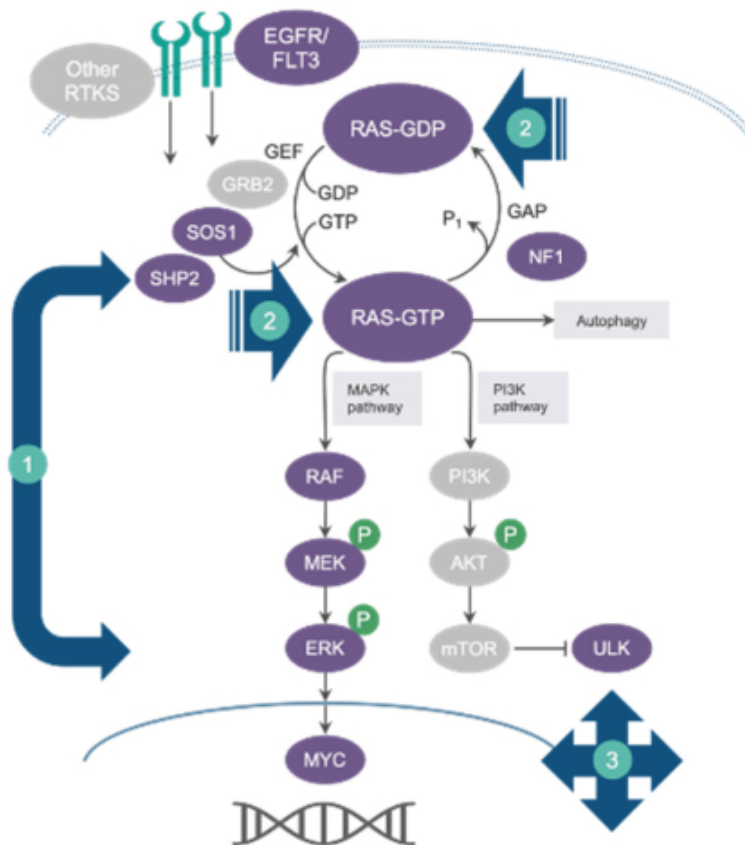 EGFR/
FLT3
Other
RTKS
RAS-GDP
2
GEF
GRB2
GDP
GTP
P1
GAP
SOS1
NF1
SHP2
2
RAS-GTP
Autophagy
MAPK
pathway
PI3K
pathway
1
RAF
PI3K
P
P
MEK
AKT
P
ERK
mTOR
ULK
MYC
3